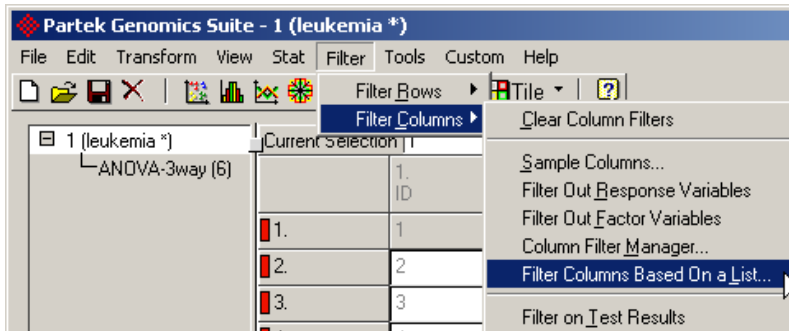 Partek Genomics Suite - 1 (leukemia *)
File Edit Transform View Stat Filter Tools Custom Help
Filter Rows Tile
Filter Columns Clear Column Filters
1 (leukemia *) Current Selection 1
ANOVA-3way (6) Sample Columns...
1.
ID Filter Out Response Variables
Filter Out Factor Variables
1. 1
Column Filter Manager...
2. 2 Filter Columns Based On a List...
3. 3
Filter on Test Results